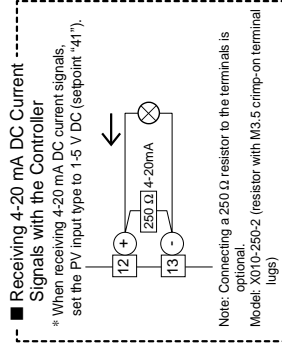 ■ Receiving 4-20 mA DC Current
Signals with the Controller
* When receiving 4-20 mA DC current signals,
set the PV input type to 1-5 V DC (setpoint “41”).
12 +
250 Ω 4-20mA
13 -
Note: Connecting a 250 Ω resistor to the terminals is
optional.
Model: X010-250-2 (resistor with M3.5 crimp-on terminal
lugs)